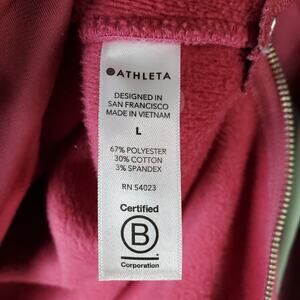 ATHLETA
DESIGNED IN
SAN FRANCISCO
MADE IN VIETNAM
L
67% POLYESTER
30% COTTON
3% SPANDEX
RN 54023
Certified
B
Corporation